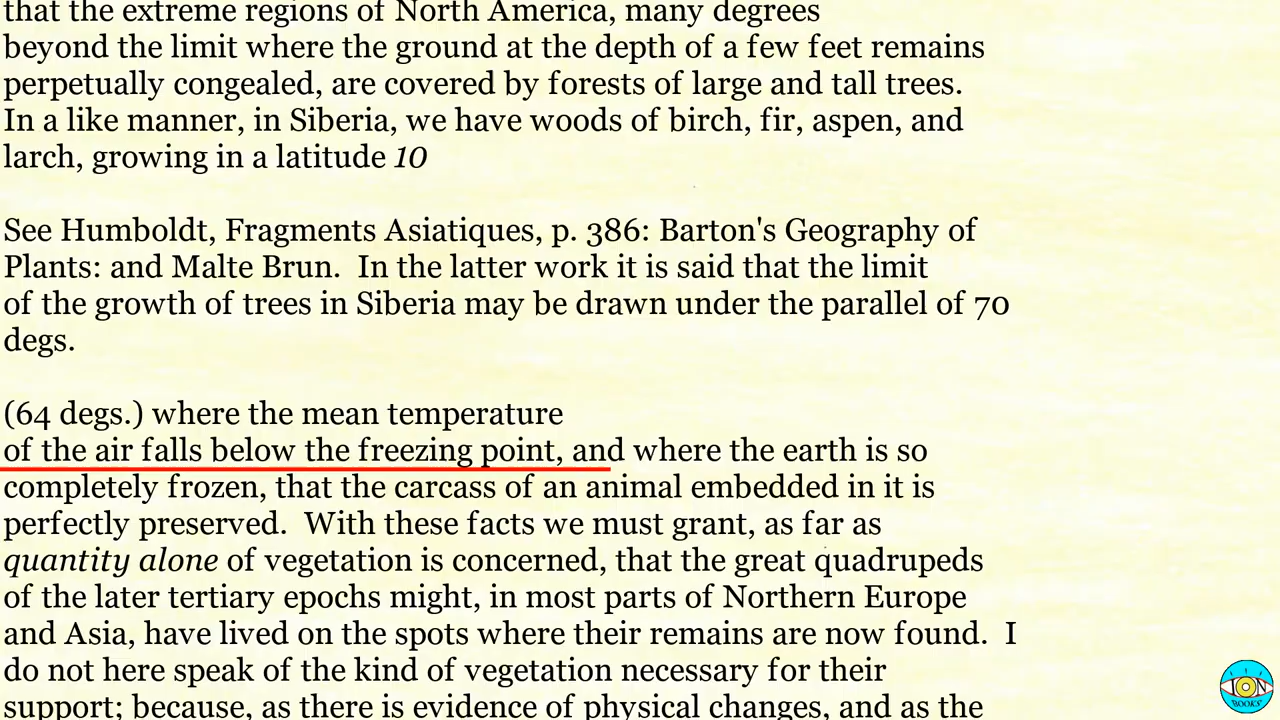 that the extreme regions of North America, many degrees
beyond the limit where the ground at the depth of a few feet remains
perpetually congealed, are covered by forests of large and tall trees.
In a like manner, in Siberia, we have woods of birch, fir, aspen, and
larch, growing in a latitude 10
See Humboldt, Fragments Asiatiques, p. 386: Barton's Geography of
Plants: and Malte Brun.  In the latter work it is said that the limit
of the growth of trees in Siberia may be drawn under the parallel of 70
degs.
(64 degs.) where the mean temperature
of the air falls below the freezing point, and where the earth is so
completely frozen, that the carcass of an animal embedded in it is
perfectly preserved.  With these facts we must grant, as far as
quantity alone of vegetation is concerned, that the great quadrupeds
of the later tertiary epochs might, in most parts of Northern Europe
and Asia, have lived on the spots where their remains are now found.  I
do not here speak of the kind of vegetation necessary for their
support; because, as there is evidence of physical changes, and as the
ION
BOOKS